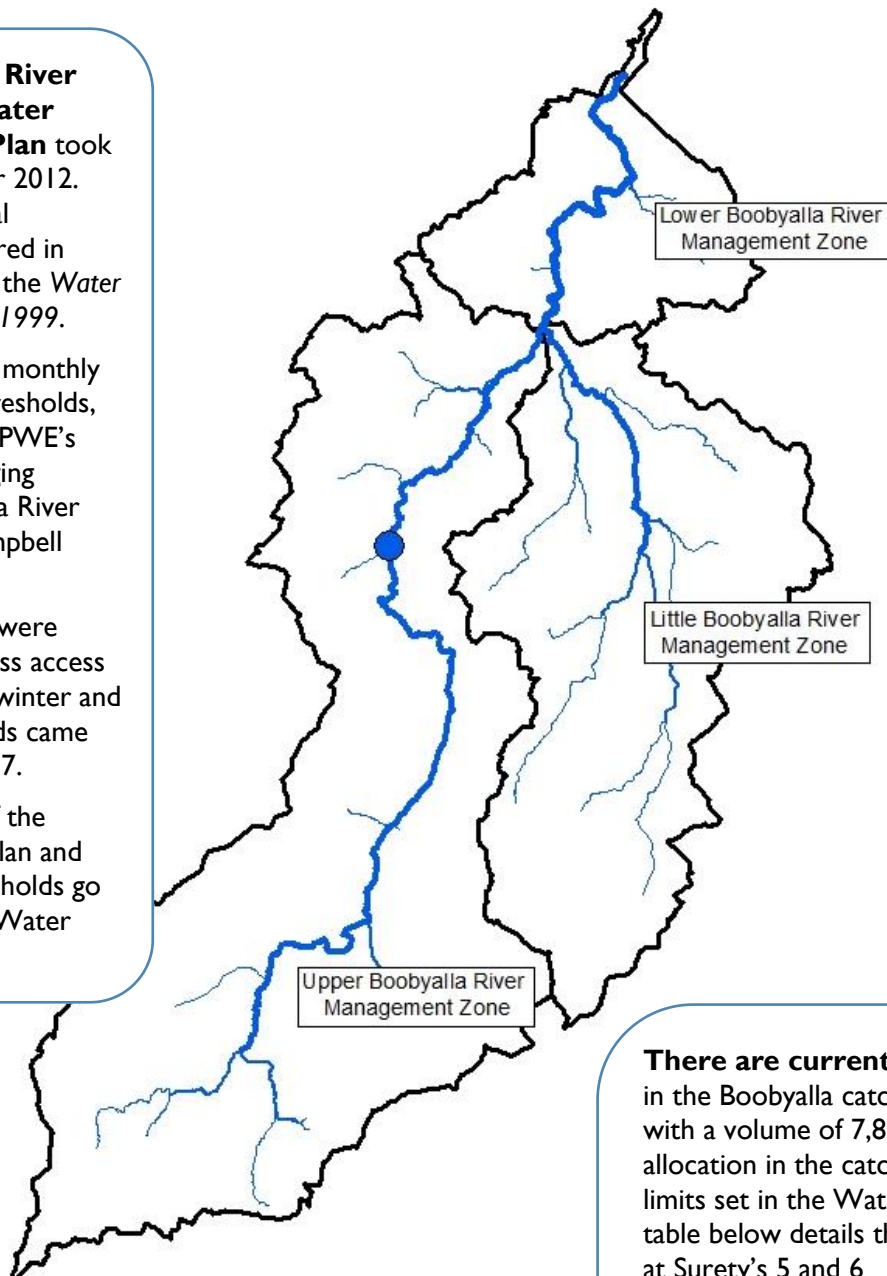 River
ater
Plan took
r 2012.
al
red in
the Water
1999.
monthly
resholds,
PWE's
ging
a River
mpbell
were
ss access
winter and
ds came
7.
f the
lan and
holds go
Water
Lower Boobyalla River
Management Zone
Little Boobyalla River
Management Zone
Upper Boobyalla River
Management Zone
There are current
in the Boobyalla catc
with a volume of 7,8
allocation in the catc
limits set in the Wat
table below details th
at Surety's 5 and 6